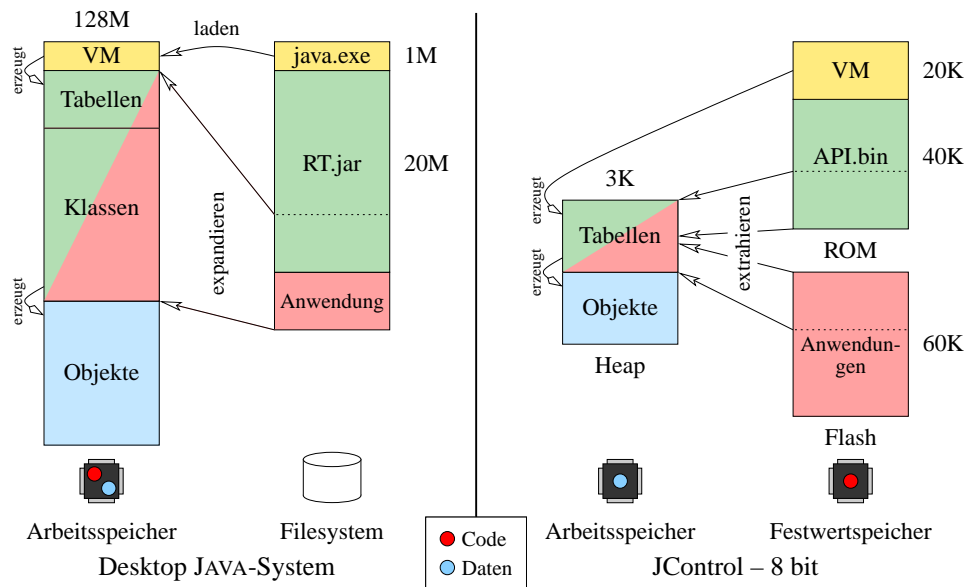 128M
VM
erzeugt
Tabellen
Klassen
erzeugt
Objekte
Arbeitsspeicher
laden
expandieren
java.exe
1M
RT.jar
20M
Anwendung
Filesystem
Desktop JAVA-System
Code
Daten
3K
erzeugt
Tabellen
erzeugt
Objekte
Heap
Arbeitsspeicher
extrahieren
VM
20K
API.bin
40K
ROM
Anwendun-
gen
60K
Flash
Festwertspeicher
JControl – 8 bit